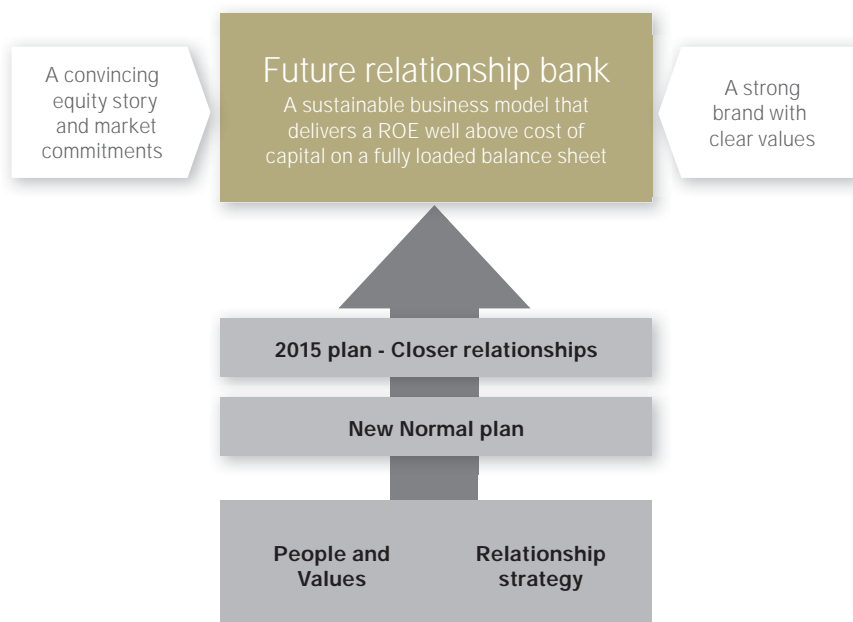 A convincing
equity story
and market
commitments
Future relationship bank
A sustainable business model that
delivers a ROE well above cost of
capital on a fully loaded balance sheet
A strong
brand with
clear values
2015 plan - Closer relationships
New Normal plan
People and
Values
Relationship
strategy